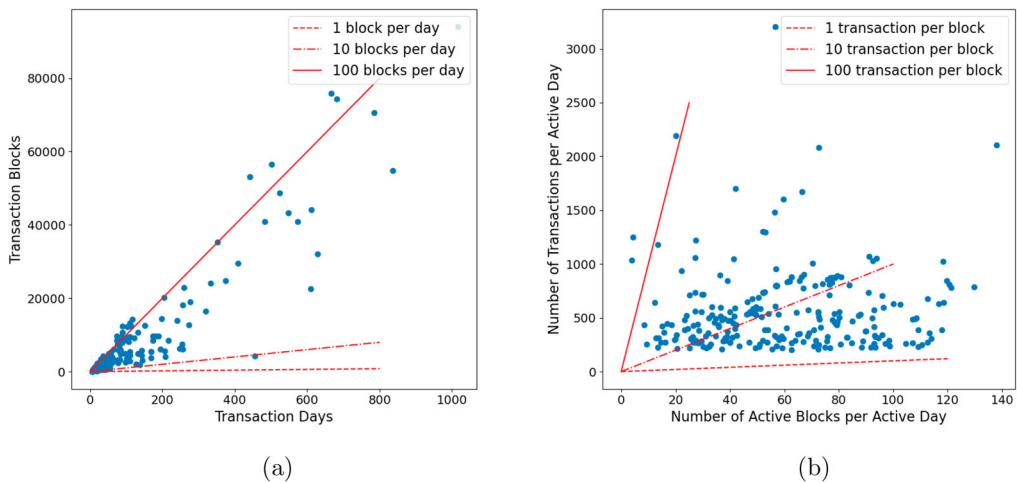 1 block per day
10 blocks per day
100 blocks per day
Transaction Blocks
80000
60000
40000
20000
0
0 200 400 600 800 1000
Transaction Days
(a)
1 transaction per block
10 transaction per block
100 transaction per block
Number of Transactions per Active Day
3000
2500
2000
1500
1000
500
0
0 20 40 60 80 100 120 140
Number of Active Blocks per Active Day
(b)